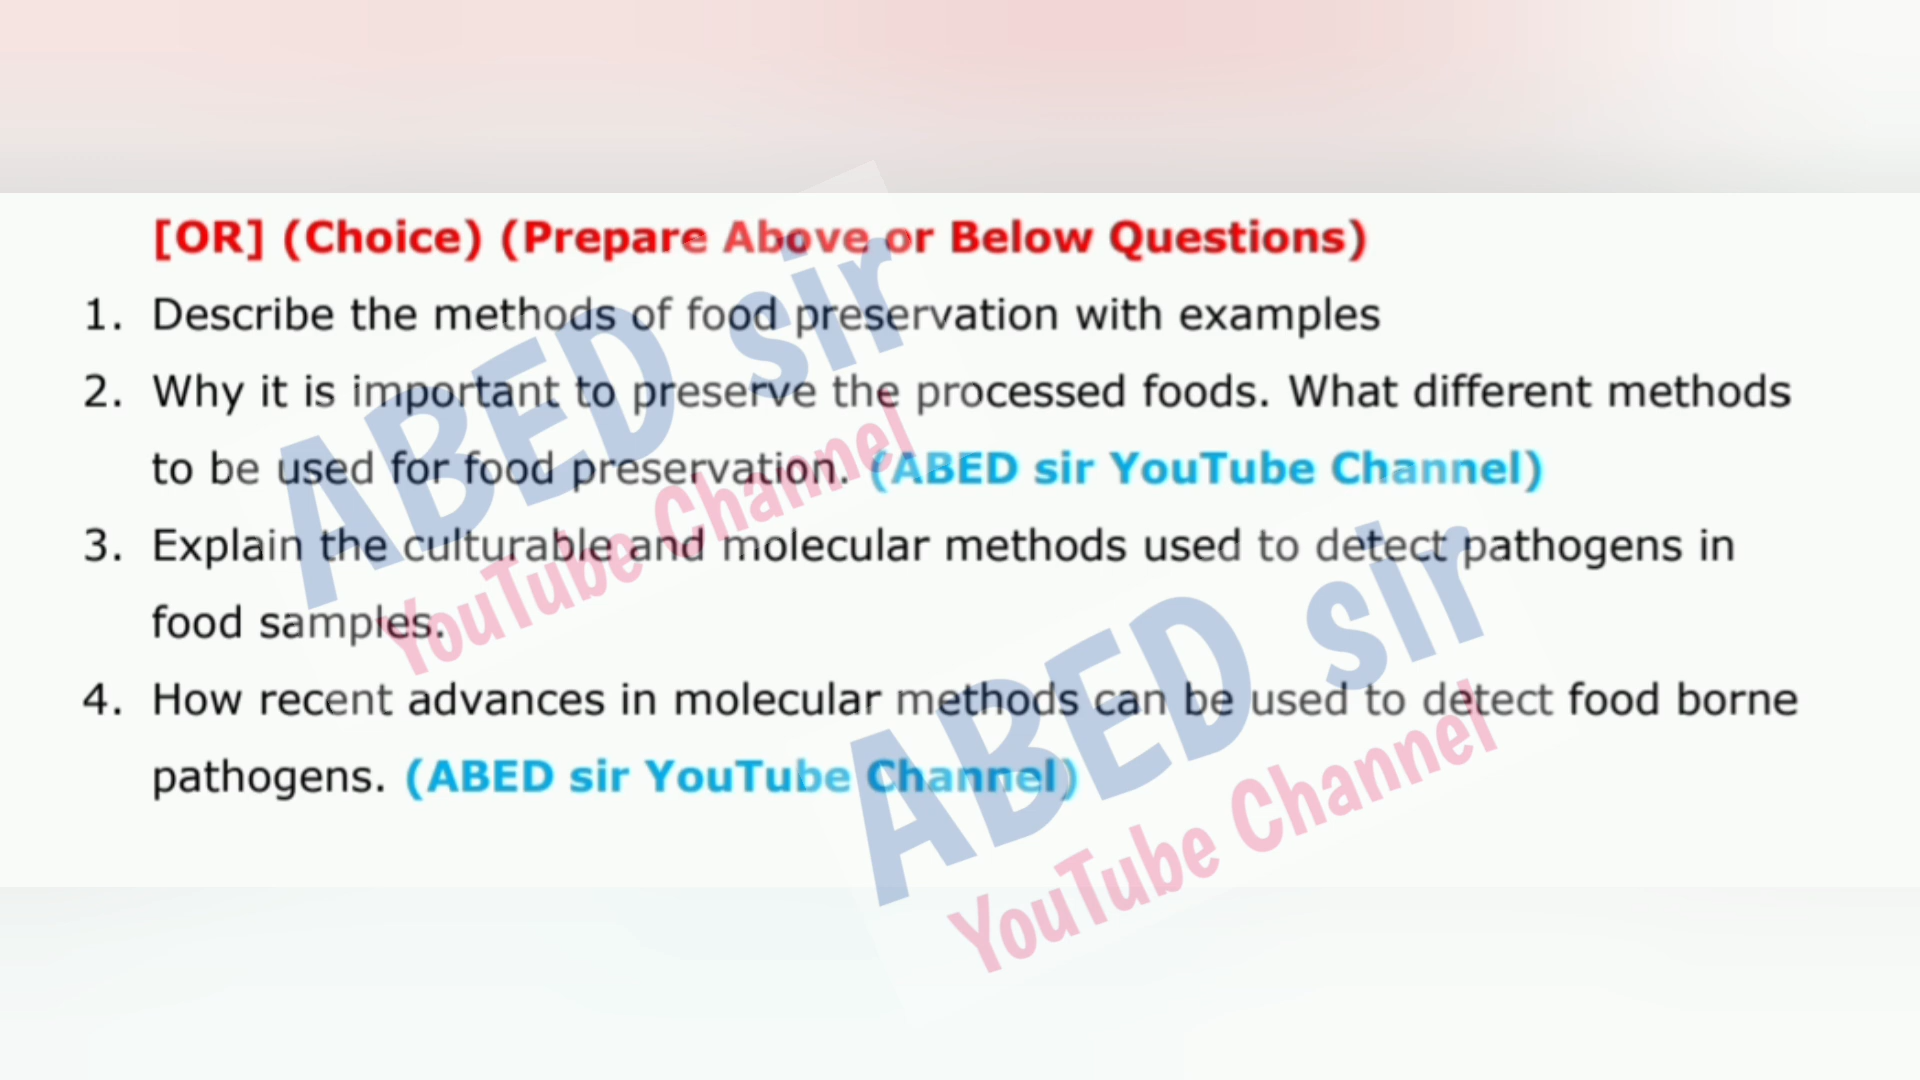 [OR] (Choice) (Prepare Above or Below Questions)
1. Describe the methods of food preservation with examples
2. Why it is important to preserve the processed foods. What different methods
to be used for food preservation. (ABED sir YouTube Channel)
3. Explain the culturable and molecular methods used to detect pathogens in
food samples.
4. How recent advances in molecular methods can be used to detect food borne
pathogens. (ABED sir YouTube Channel)
ABED sir
YouTube Channel
ABED sir
YouTube Channel